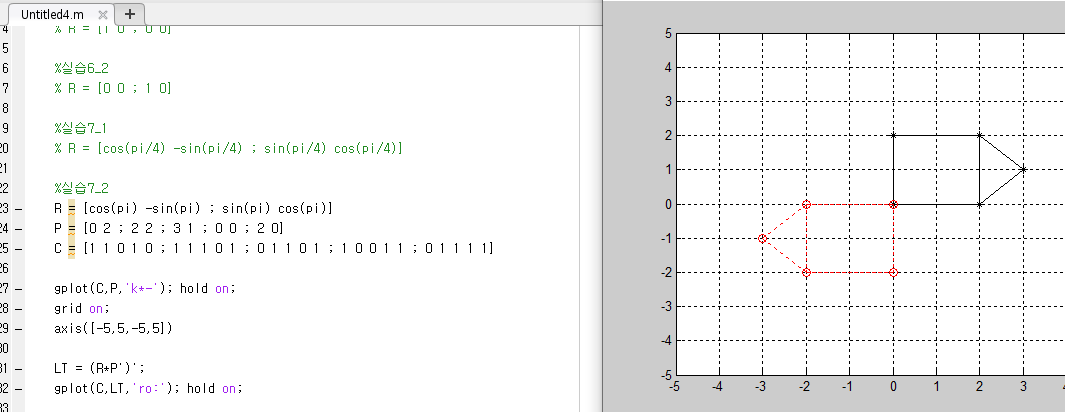 Untitled4.m
4 % R = [1 0 ; 0 0]
5
6 %실습6_2
7 % R = [0 0 ; 1 0]
8
9 %실습7_1
20 % R = [cos(pi/4) -sin(pi/4) ; sin(pi/4) cos(pi/4)]
21
22 %실습7_2
23 – R = [cos(pi) -sin(pi) ; sin(pi) cos(pi)]
24 – P = [0 2 ; 2 2 ; 3 1 ; 0 0 ; 2 0]
25 – C = [1 1 0 1 0 ; 1 1 1 0 1 ; 0 1 1 0 1 ; 1 0 0 1 1 ; 0 1 1 1 1]
26
27 – gplot(C,P,'k*-'); hold on;
28 – grid on;
29 – axis([-5,5,-5,5])
30
31 – LT = (R*P')';
32 – gplot(C,LT,'ro:'); hold on;
33
5
4
3
2
1
0
-1
-2
-3
-4
-5
-5 -4 -3 -2 -1 0 1 2 3